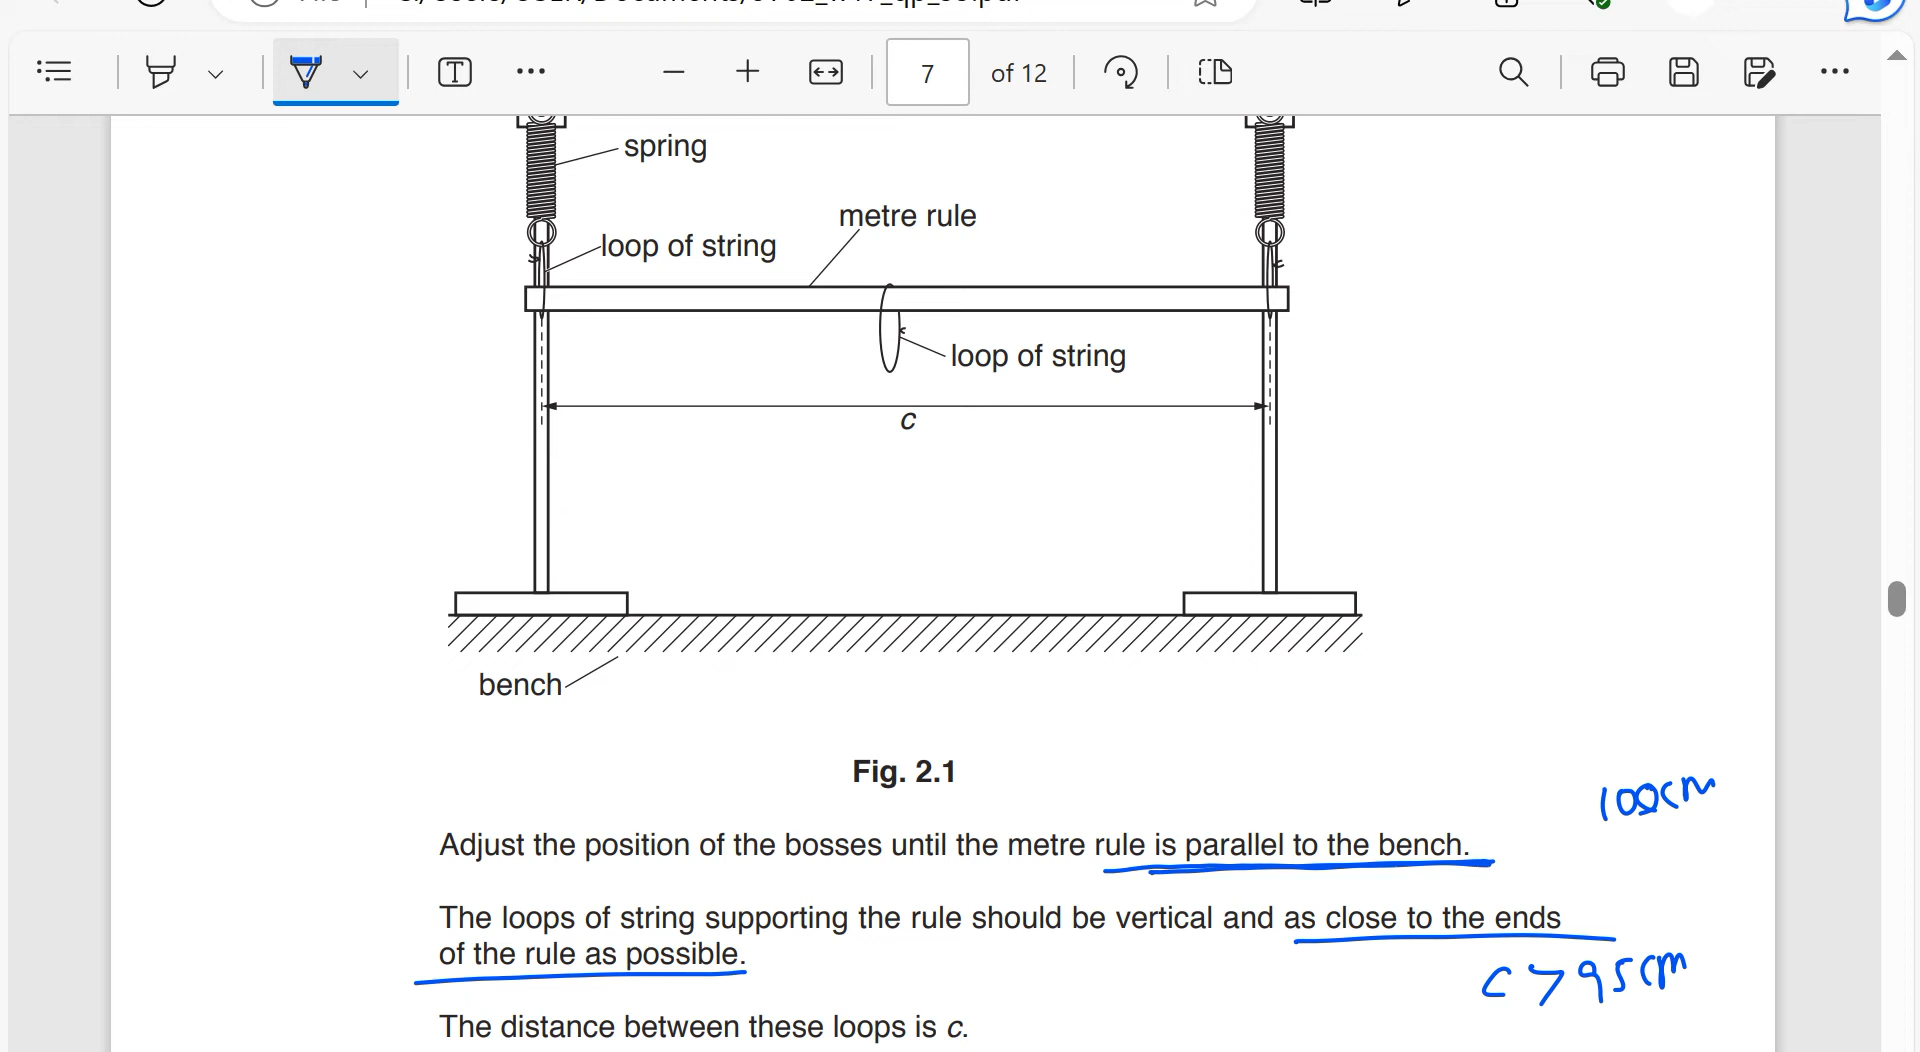 7 of 12
spring
metre rule
loop of string
loop of string
c
bench
Fig. 2.1
100cm
Adjust the position of the bosses until the metre rule is parallel to the bench.
The loops of string supporting the rule should be vertical and as close to the ends
of the rule as possible.
c > 95cm
The distance between these loops is c.